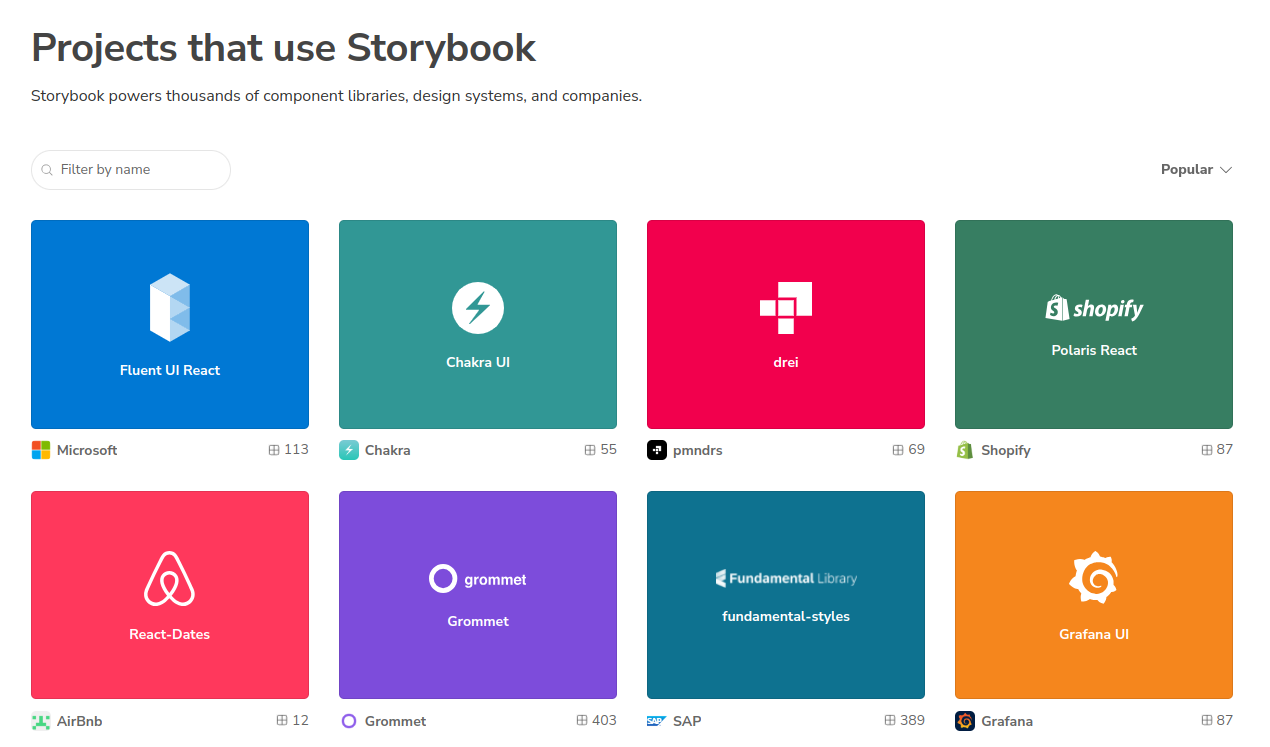 Projects that use Storybook
Storybook powers thousands of component libraries, design systems, and companies.
Filter by name
Popular
Fluent UI React
Microsoft 113
Chakra UI
Chakra 55
drei
pmndrs 69
shopify
Polaris React
Shopify 87
React-Dates
AirBnb 12
grommet
Grommet
Grommet 403
Fundamental Library
fundamental-styles
SAP SAP 389
Grafana UI
Grafana 87